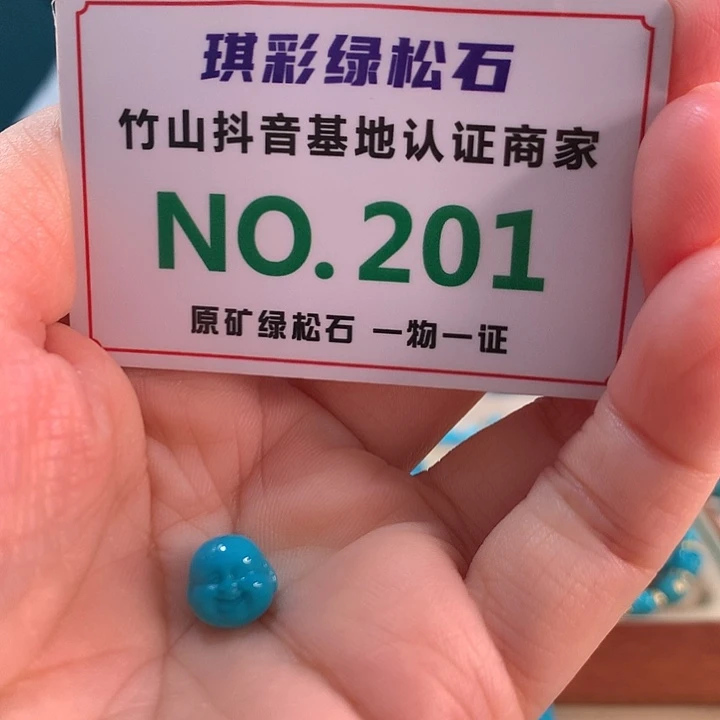 琪彩绿松石
竹山抖音基地认证商家
NO.201
原矿绿松石 一物一证